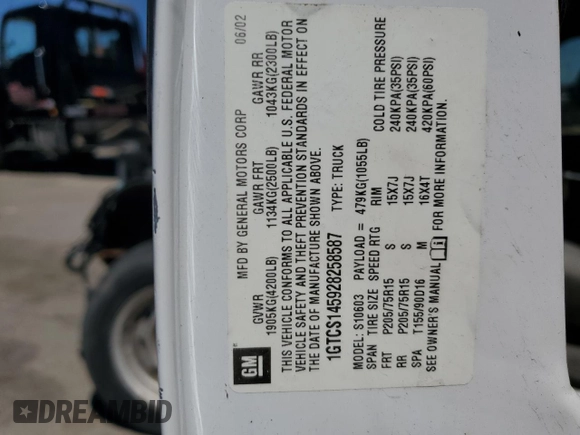 GM
MFD BY GENERAL MOTORS CORP 06/02
GVWR GAWR FRT GAWR RR
1905KG(4200LB) 1134KG(2500LB) 1043KG(2300LB)
THIS VEHICLE CONFORMS TO ALL APPLICABLE U.S. FEDERAL MOTOR
VEHICLE SAFETY AND THEFT PREVENTION STANDARDS IN EFFECT ON
THE DATE OF MANUFACTURE SHOWN ABOVE.
1GTCS145928258587 TYPE: TRUCK
MODEL: S10603 PAYLOAD = 479KG(1055LB)
SPAN TIRE SIZE SPEED RTG RIM COLD TIRE PRESSURE
FRT P205/75R15 S 15X7J 240KPA(35PSI)
RR P205/75R15 S 15X7J 240KPA(35PSI)
SPA T155/90D16 M 16X4T 420KPA(60PSI)
SEE OWNER'S MANUAL FOR MORE INFORMATION.
DREAMBID